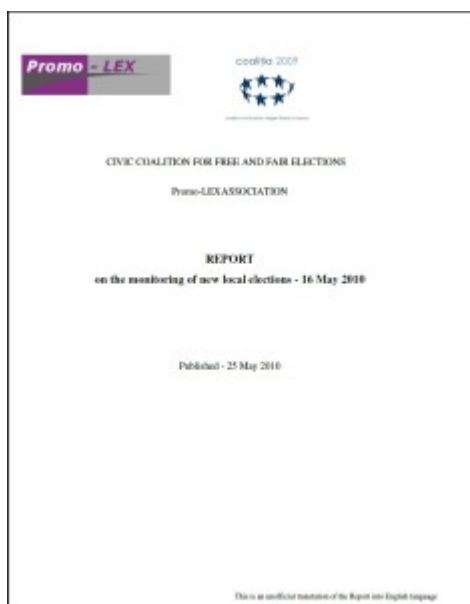 Promo - LEX
coalitia 2009
CIVIC COALITION FOR FREE AND FAIR ELECTIONS
Promo-LEX ASSOCIATION
REPORT
on the monitoring of new local elections - 16 May 2010
Published - 25 May 2010
This is an unofficial translation of the Report into English language